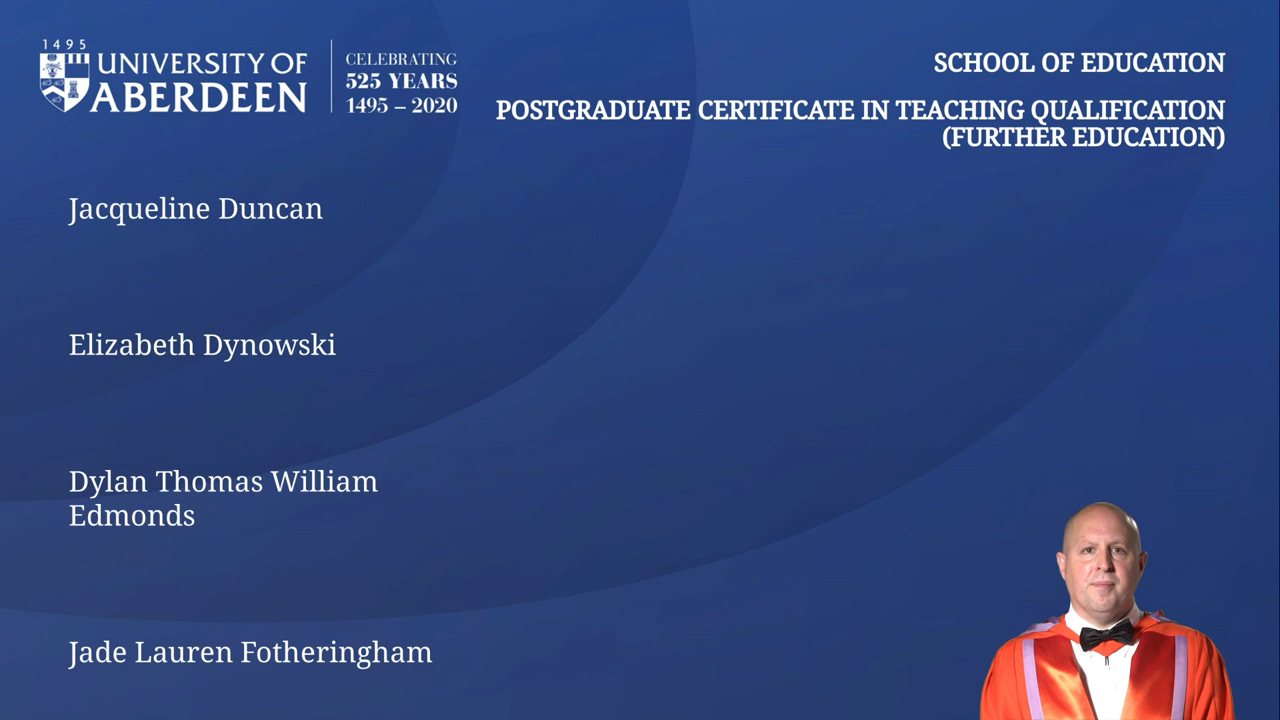 1495
UNIVERSITY OF
ABERDEEN
CELEBRATING
525 YEARS
1495 – 2020
SCHOOL OF EDUCATION
POSTGRADUATE CERTIFICATE IN TEACHING QUALIFICATION
(FURTHER EDUCATION)
Jacqueline Duncan
Elizabeth Dynowski
Dylan Thomas William
Edmonds
Jade Lauren Fotheringham